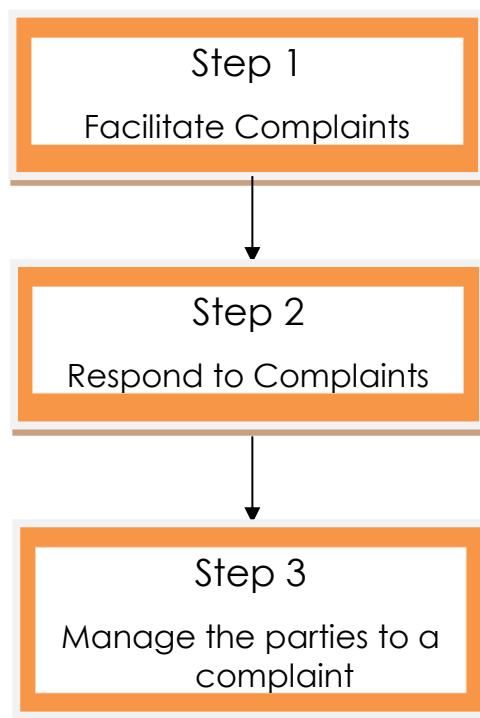 Step 1
Facilitate Complaints
Step 2
Respond to Complaints
Step 3
Manage the parties to a
complaint